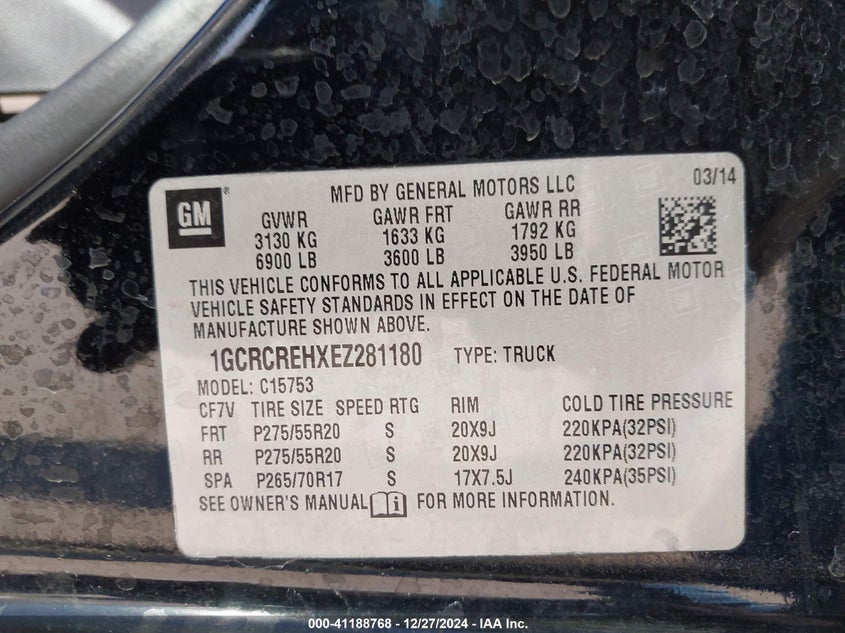 MFD BY GENERAL MOTORS LLC 03/14
GM ®
GVWR GAWR FRT GAWR RR
3130 KG 1633 KG 1792 KG
6900 LB 3600 LB 3950 LB
THIS VEHICLE CONFORMS TO ALL APPLICABLE U.S. FEDERAL MOTOR
VEHICLE SAFETY STANDARDS IN EFFECT ON THE DATE OF
MANUFACTURE SHOWN ABOVE.
1GCRCREHXEZ281180 TYPE: TRUCK
MODEL: C15753
CF7V TIRE SIZE SPEED RTG RIM COLD TIRE PRESSURE
FRT P275/55R20 S 20X9J 220KPA(32PSI)
RR P275/55R20 S 20X9J 220KPA(32PSI)
SPA P265/70R17 S 17X7.5J 240KPA(35PSI)
SEE OWNER'S MANUAL i FOR MORE INFORMATION.
000-41188768 - 12/27/2024 - IAA Inc.